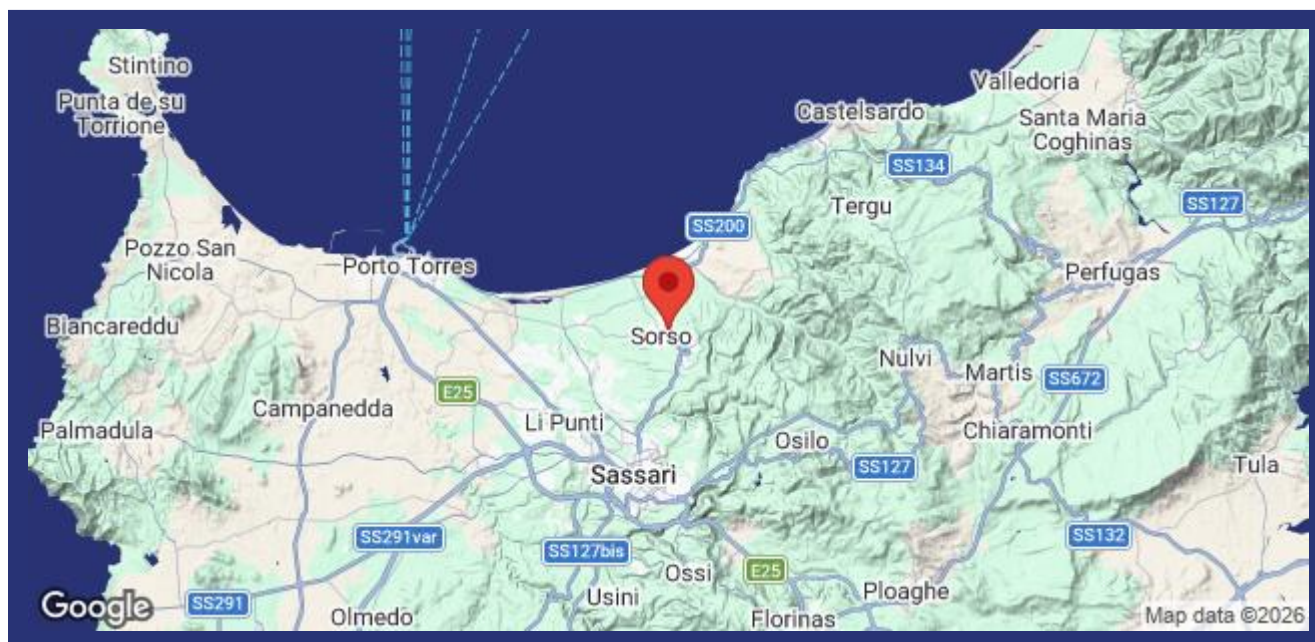 Stintino
Valledoria
Punta de su
Torrione
Castelsardo
Santa Maria
Coghinas
SS134
SS127
Tergu
SS200
Pozzo San
Nicola
Porto Torres
Perfugas
Biancareddu
Sorso
Nulvi
Martis
SS672
E25
Campanedda
Li Punti
Palmadula
Osilo
Chiaramonti
SS127
Tula
Sassari
SS291var
SS127bis
SS132
Ossi
E25
Ploaghe
Usini
SS291
Olmedo
Florinas
Google
Map data ©2026